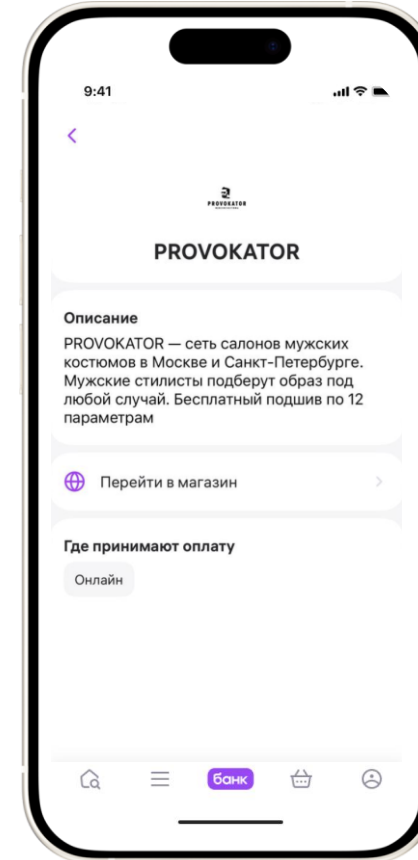 9:41
PROVOKATOR
PROVOKATOR
Описание
PROVOKATOR — сеть салонов мужских
костюмов в Москве и Санкт-Петербурге.
Мужские стилисты подберут образ под
любой случай. Бесплатный подшив по 12
параметрам
Перейти в магазин
Где принимают оплату
Онлайн
банк